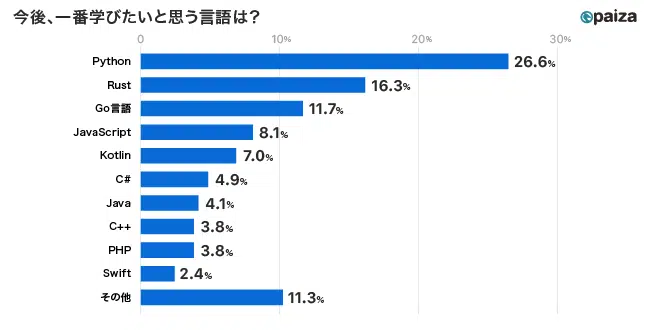 今後、一番学びたいと思う言語は？
paiza
0 10% 20% 30%
Python 26.6%
Rust 16.3%
Go言語 11.7%
JavaScript 8.1%
Kotlin 7.0%
C# 4.9%
Java 4.1%
C++ 3.8%
PHP 3.8%
Swift 2.4%
その他 11.3%